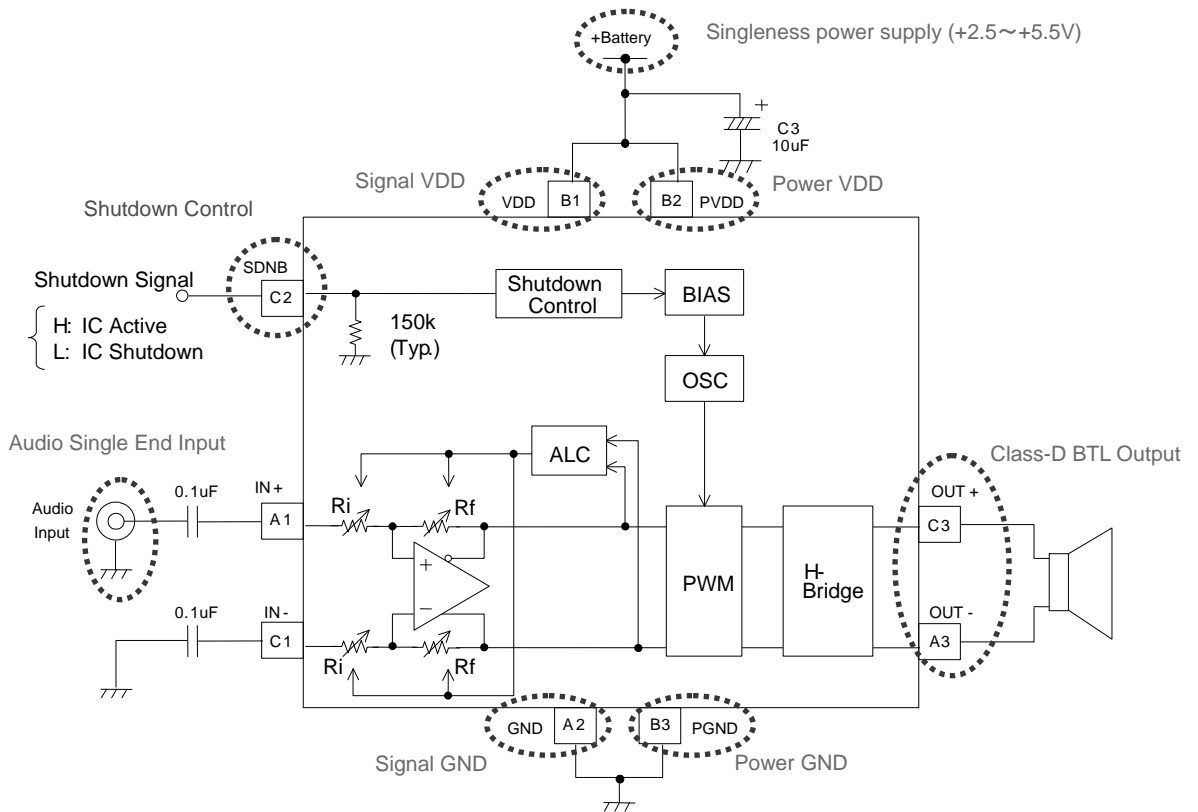 +Battery
Singleness power supply (+2.5~+5.5V)
+
C3
10uF
Signal VDD
Power VDD
VDD
B1
B2
PVDD
Shutdown Control
SDNB
Shutdown Signal
C2
H: IC Active
L: IC Shutdown
150k
(Typ.)
Shutdown
Control
BIAS
OSC
ALC
Audio Single End Input
Class-D BTL Output
Audio
Input
0.1uF
IN+
A1
Ri
Rf
+
−
PWM
H-
Bridge
OUT +
C3
OUT -
A3
0.1uF
IN-
C1
Ri
Rf
GND
A2
B3
PGND
Signal GND
Power GND